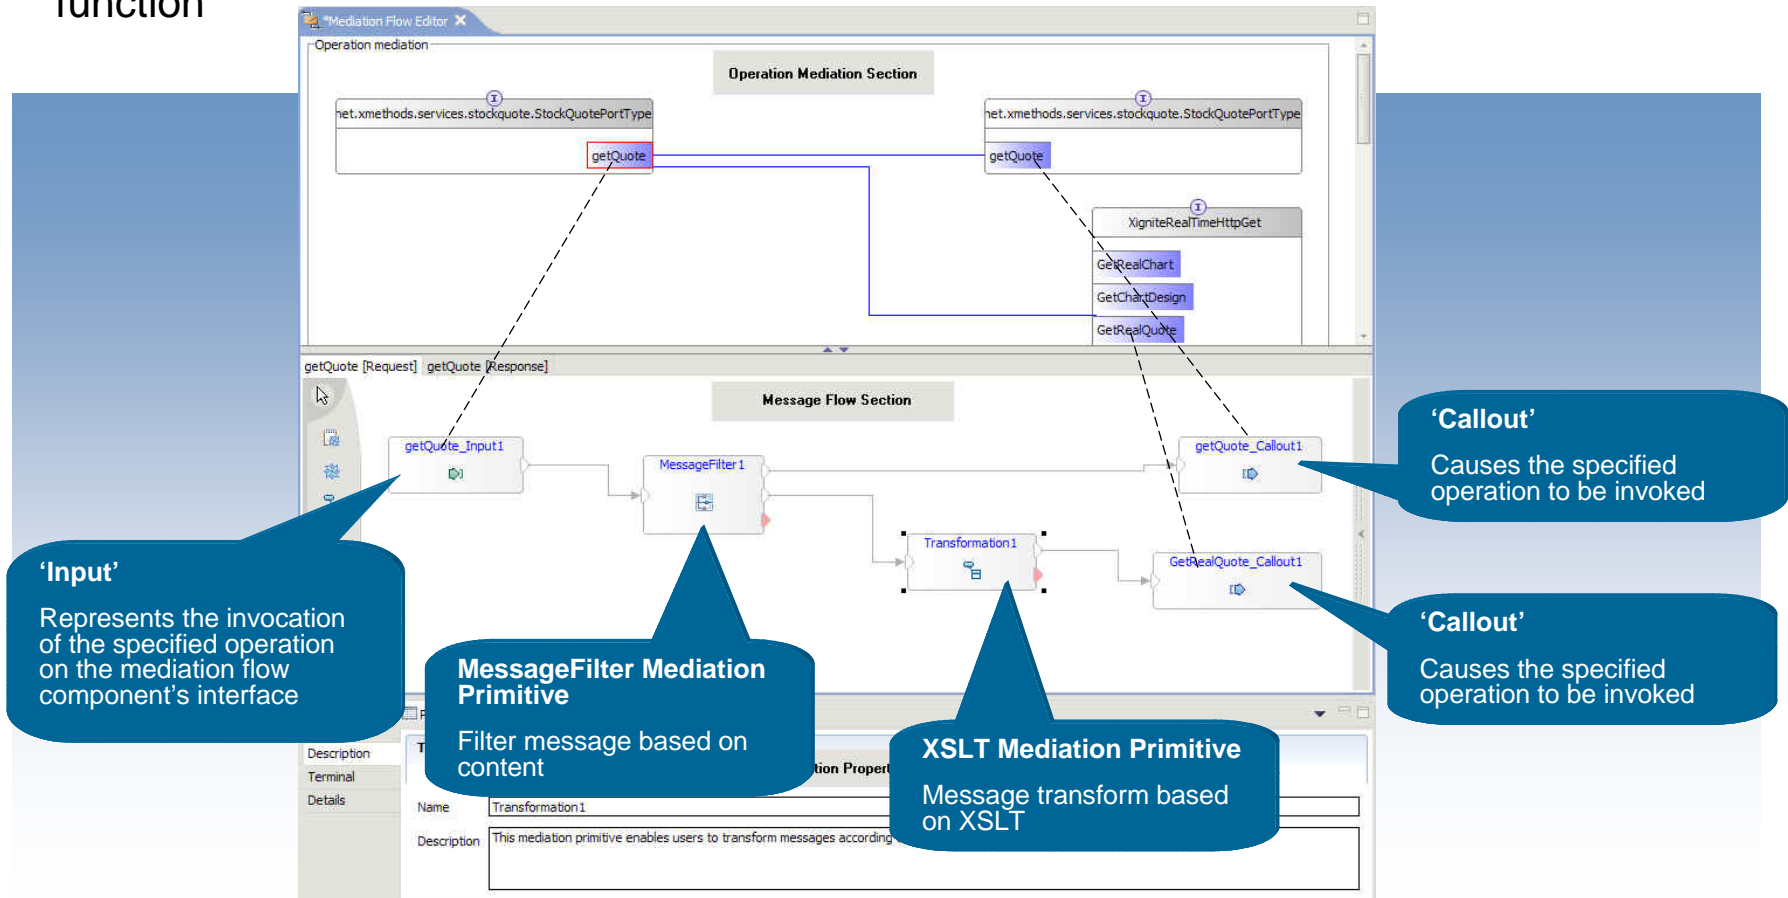 function
*Mediation Flow Editor
Operation mediation
Operation Mediation Section
net.xmethods.services.stockquote.StockQuotePortType
getQuote
net.xmethods.services.stockquote.StockQuotePortType
getQuote
XigniteRealTimeHttpGet
GetRealChart
GetChartDesign
GetRealQuote
getQuote [Request] getQuote [Response]
Message Flow Section
getQuote_Input1
MessageFilter1
Transformation1
getQuote_Callout1
GetRealQuote_Callout1
‘Callout’
Causes the specified
operation to be invoked
‘Input’
Represents the invocation
of the specified operation
on the mediation flow
component’s interface
MessageFilter Mediation
Primitive
Filter message based on
content
XSLT Mediation Primitive
Message transform based
on XSLT
‘Callout’
Causes the specified
operation to be invoked
Description
Terminal
Details
Name
Transformation1
Description
This mediation primitive enables users to transform messages according